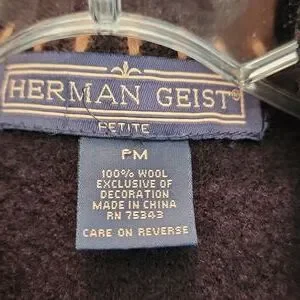 HERMAN GEIST®
PETITE
PM
100% WOOL
EXCLUSIVE OF
DECORATION
MADE IN CHINA
RN 75343
CARE ON REVERSE